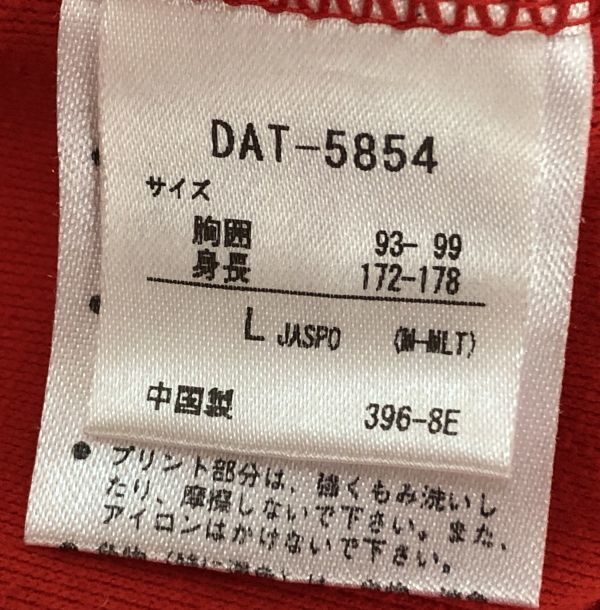 DAT-5854
サイズ
胸囲 93- 99
身長 172-178
L JASPO (M-MLT)
中国製 396-8E
● プリント部分は、強くもみ洗いし
たり、摩擦しないで下さい。また、
アイロンはかけないで下さい。